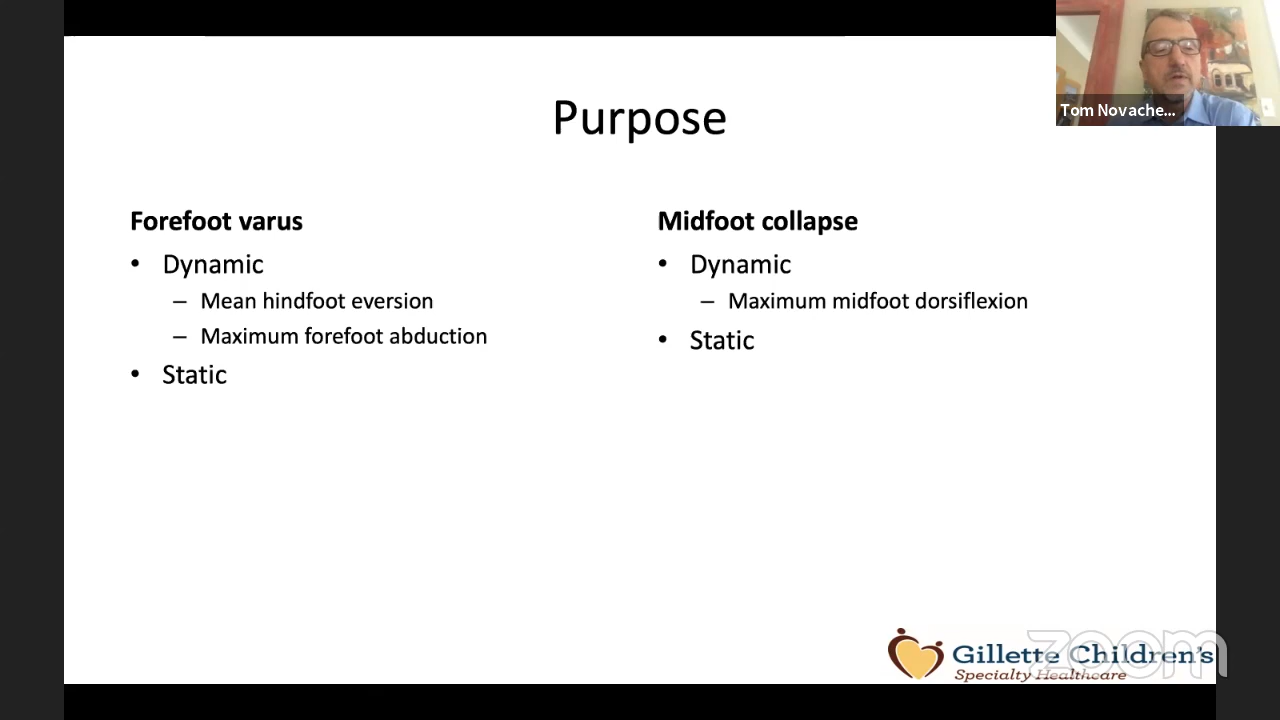 Purpose
Tom Novache...
Forefoot varus
• Dynamic
– Mean hindfoot eversion
– Maximum forefoot abduction
• Static
Midfoot collapse
• Dynamic
– Maximum midfoot dorsiflexion
• Static
Gillette Children's
Specialty Healthcare
zoom